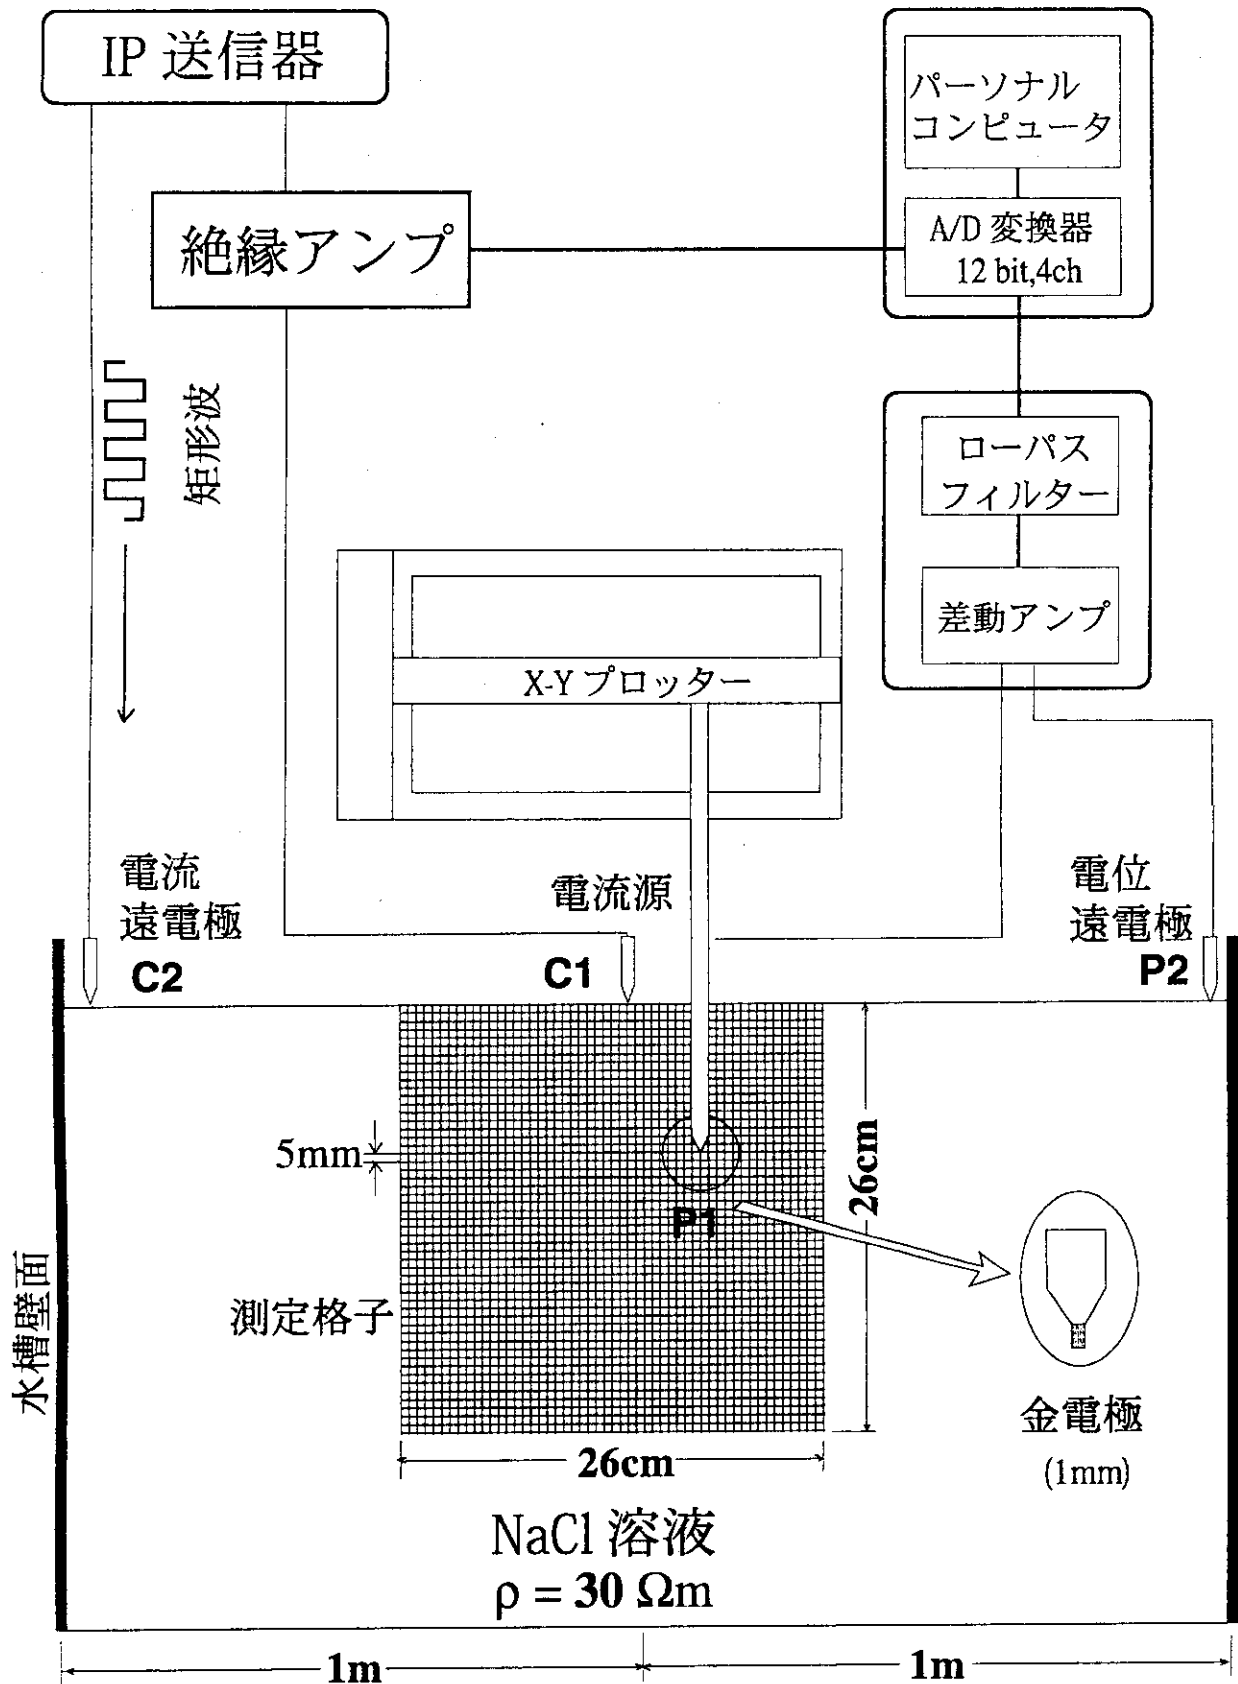 IP 送信器
パーソナル
コンピュータ
A/D 変換器
12 bit,4ch
絶縁アンプ
矩形波
ローパス
フィルター
差動アンプ
X-Y プロッター
電流
遠電極
C2
電流源
C1
電位
遠電極
P2
5mm
P1
26cm
測定格子
水槽壁面
金電極
(1mm)
26cm
NaCl 溶液
ρ = 30 Ωm
1m
1m